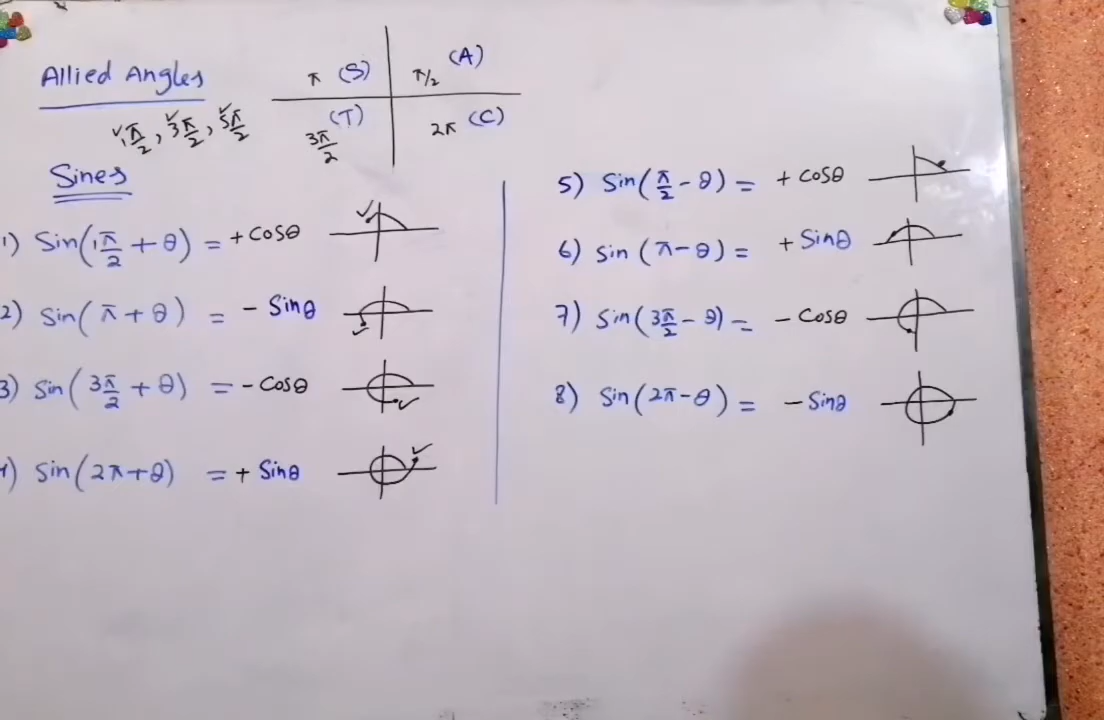 Allied Angles
π (S) π/2 (A)
1π/2, 3π/2, 5π/2
3π/2 (T) 2π (C)
Sines
1) Sin(1π/2 + θ) = +Cosθ
2) Sin(π + θ) = - Sinθ
3) Sin(3π/2 + θ) = - Cosθ
4) Sin(2π+θ) = + Sinθ
5) Sin(π/2 - θ) = + Cosθ
6) Sin (π-θ) = + Sinθ
7) Sin(3π/2 - θ) = - Cosθ
8) Sin(2π-θ) = - Sinθ